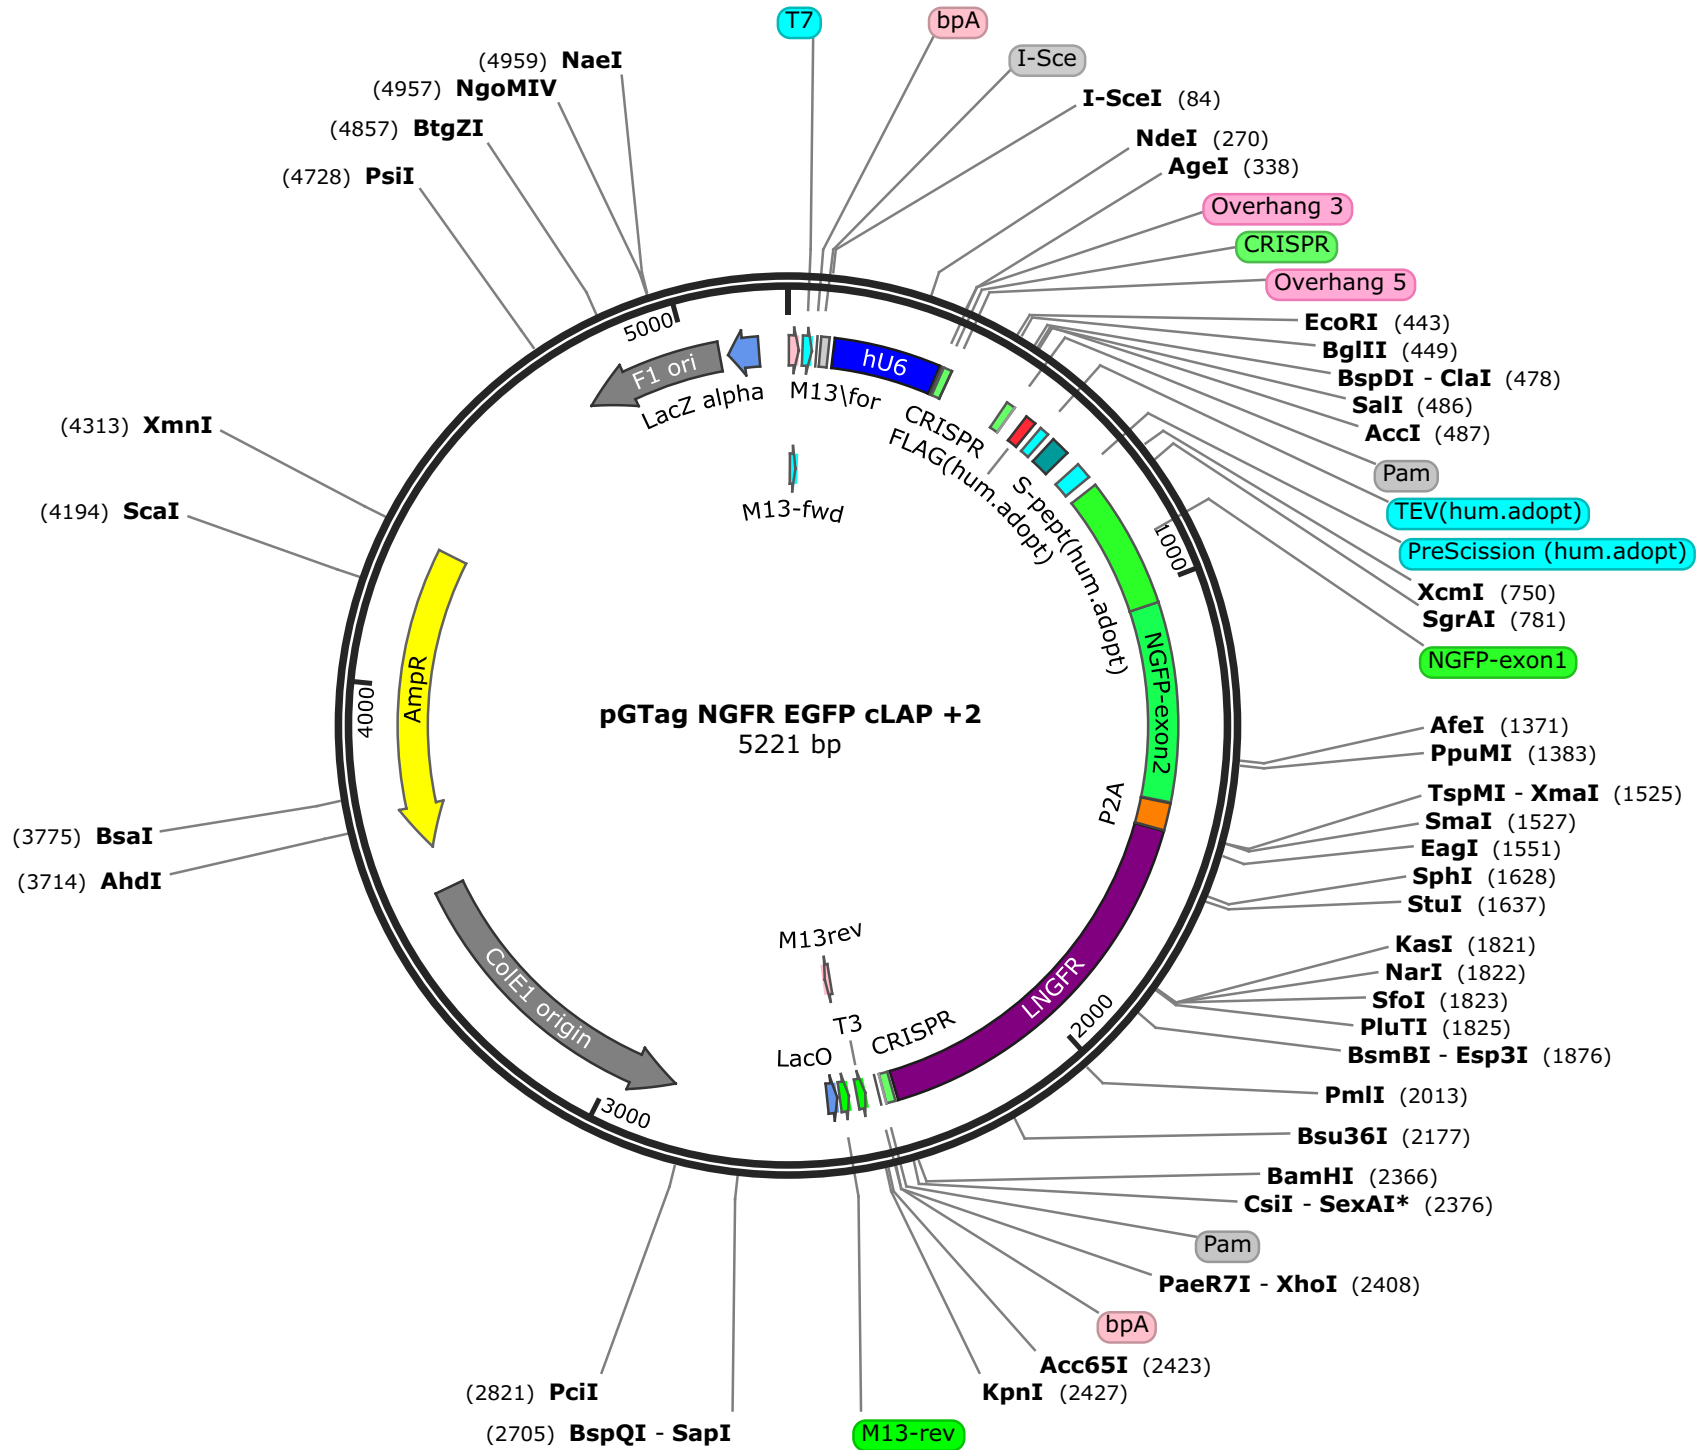 T7
bpA
I-Sce
I-SceI (84)
NdeI (270)
AgeI (338)
Overhang 3
CRISPR
Overhang 5
EcoRI (443)
BglII (449)
BspDI - ClaI (478)
SalI (486)
AccI (487)
Pam
TEV(hum.adopt)
PreScission (hum.adopt)
XcmI (750)
SgrAI (781)
NGFP-exon1
AfeI (1371)
PpuMI (1383)
TspMI - XmaI (1525)
SmaI (1527)
EagI (1551)
SphI (1628)
StuI (1637)
KasI (1821)
NarI (1822)
SfoI (1823)
PluTI (1825)
BsmBI - Esp3I (1876)
PmlI (2013)
Bsu36I (2177)
BamHI (2366)
CsiI - SexAI* (2376)
Pam
PaeR7I - XhoI (2408)
bpA
Acc65I (2423)
KpnI (2427)
M13-rev
(2705) BspQI - SapI
(2821) PciI
(3714) AhdI
(3775) BsaI
(4194) ScaI
(4313) XmnI
(4728) PsiI
(4857) BtgZI
(4957) NgoMIV
(4959) NaeI
5000
1000
2000
3000
4000
F1 ori
LacZ alpha
M13\for
hU6
M13-fwd
CRISPR
FLAG(hum.adopt)
S-pept(hum.adopt)
NGFP-exon2
P2A
LNGFR
CRISPR
T3
M13rev
LacO
ColE1 origin
AmpR
pGTag NGFR EGFP cLAP +2
5221 bp